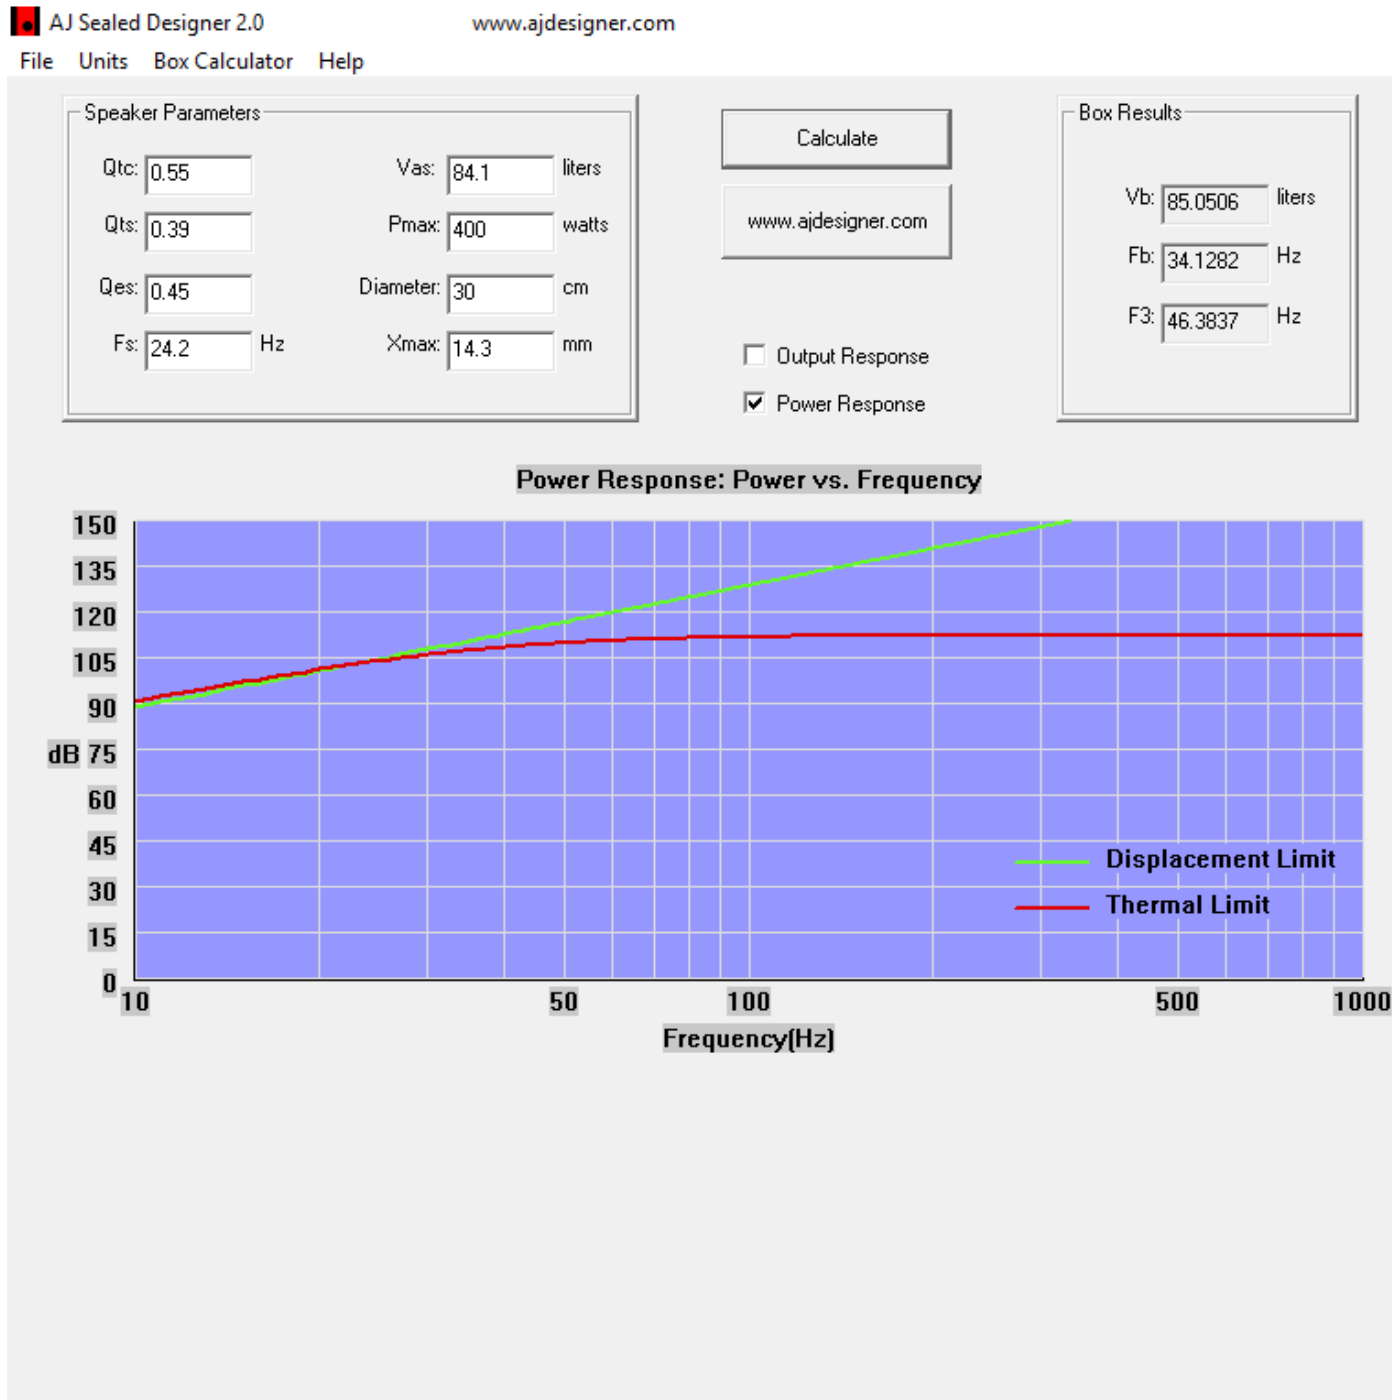 AJ Sealed Designer 2.0 www.ajdesigner.com
File Units Box Calculator Help
Speaker Parameters
Qtc: 0.55 Vas: 84.1 liters
Qts: 0.39 Pmax: 400 watts
Qes: 0.45 Diameter: 30 cm
Fs: 24.2 Hz Xmax: 14.3 mm
Calculate
www.ajdesigner.com
Output Response
Power Response
Box Results
Vb: 85.0506 liters
Fb: 34.1282 Hz
F3: 46.3837 Hz
Power Response: Power vs. Frequency
150
135
120
105
90
dB 75
60
45
30
15
0
Displacement Limit
Thermal Limit
10 50 100 500 1000
Frequency(Hz)